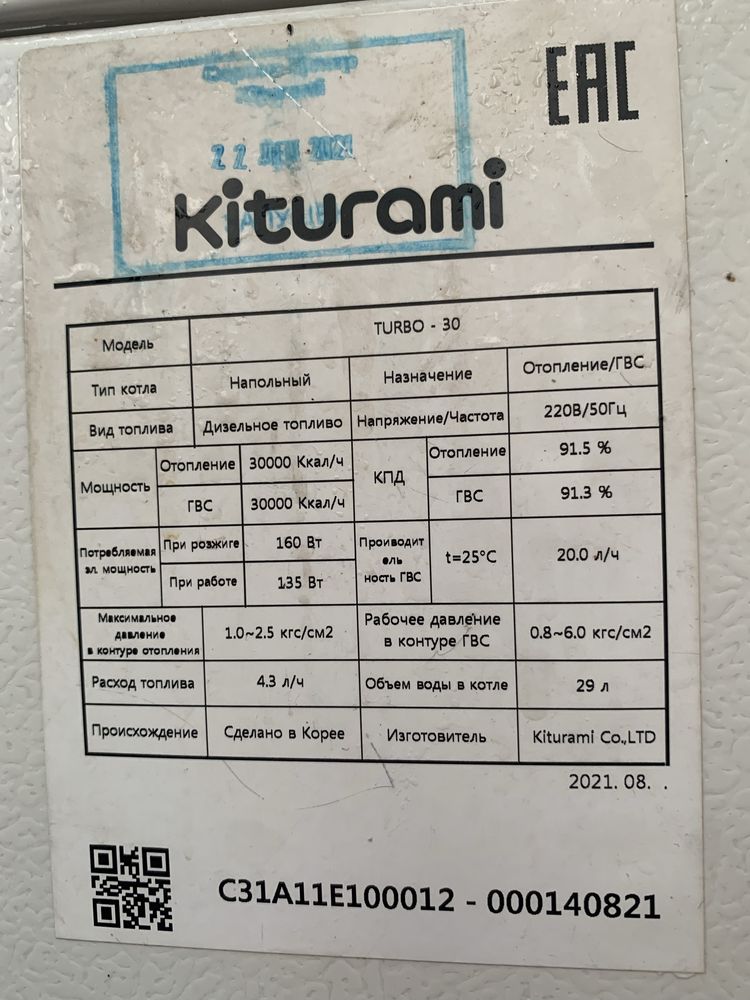 EAC
22 2021
Kiturami
Модель TURBO - 30
Тип котла Напольный Назначение Отопление/ГВС
Вид топлива Дизельное топливо Напряжение/Частота 220В/50Гц
Мощность Отопление 30000 Ккал/ч КПД Отопление 91.5 %
ГВС 30000 Ккал/ч ГВС 91.3 %
Потребляемая
эл. мощность
При розжиге 160 Вт
При работе 135 Вт
Проиводит
ель
ность ГВС
t=25°C 20.0 л/ч
Максимальное
давление
в контуре отопления
1.0~2.5 кгс/см2
Рабочее давление
в контуре ГВС
0.8~6.0 кгс/см2
Расход топлива 4.3 л/ч Объем воды в котле 29 л
Происхождение Сделано в Корее Изготовитель Kiturami Co.,LTD
2021. 08. .
C31A11E100012 - 000140821